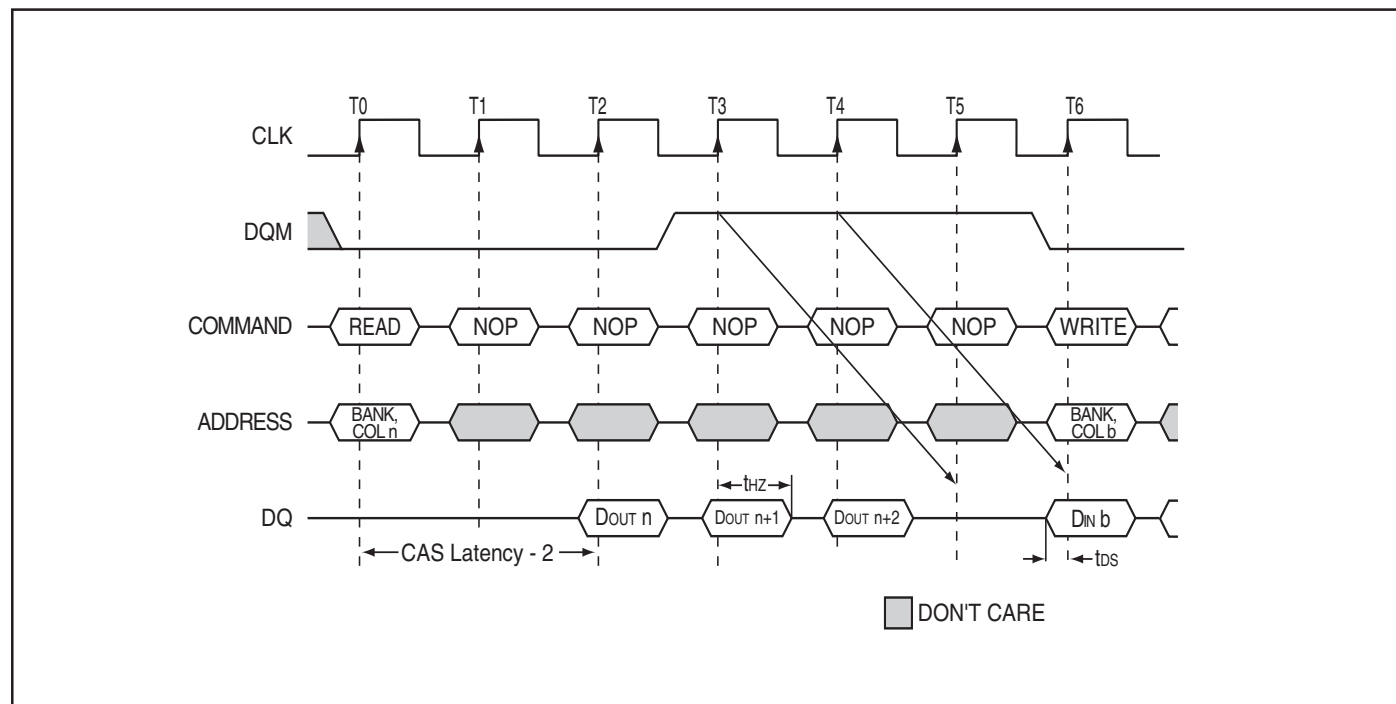 T0 T1 T2 T3 T4 T5 T6
CLK
DQM
COMMAND READ NOP NOP NOP NOP NOP WRITE
ADDRESS BANK, COL n BANK, COL b
tHZ
DQ DOUT n DOUT n+1 DOUT n+2 DIN b
CAS Latency - 2 tDS
DON'T CARE